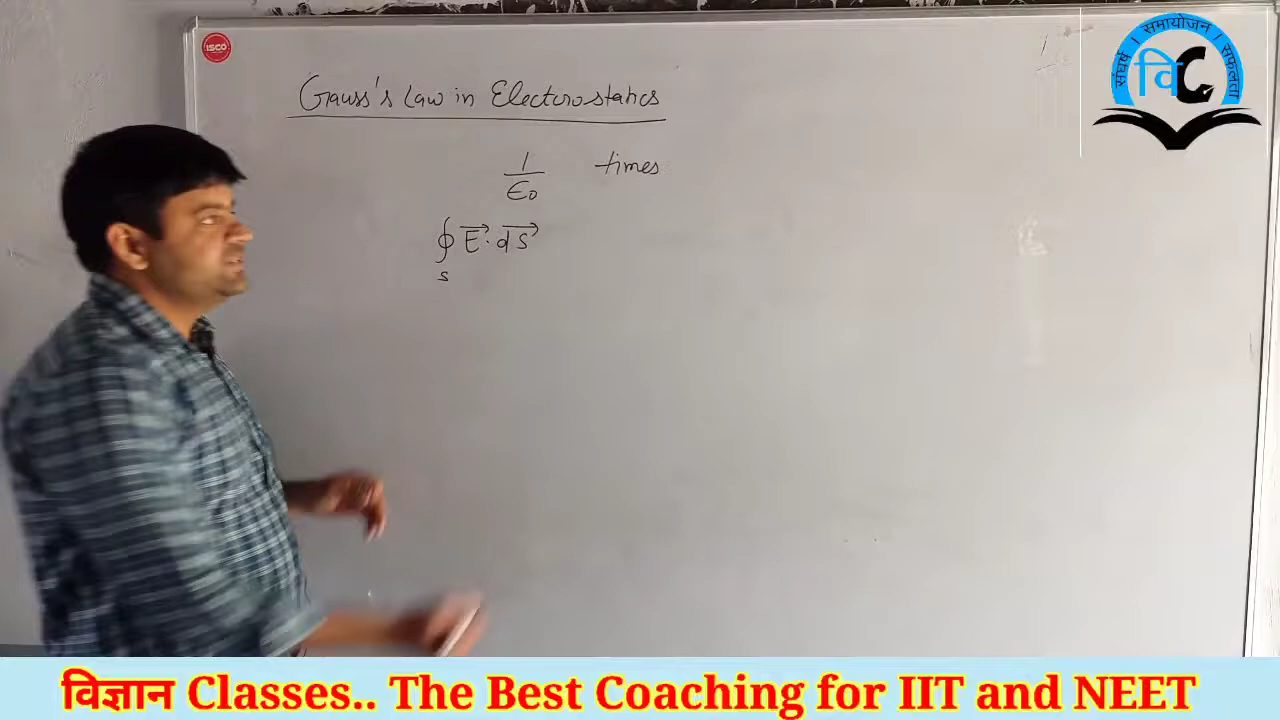 ISCO
Gauss's Law in Electrostatics
1/ε₀ times
∮ₛ E⃗·dS⃗
संघर्ष । समायोजन । सफलता
विC
विज्ञान Classes.. The Best Coaching for IIT and NEET